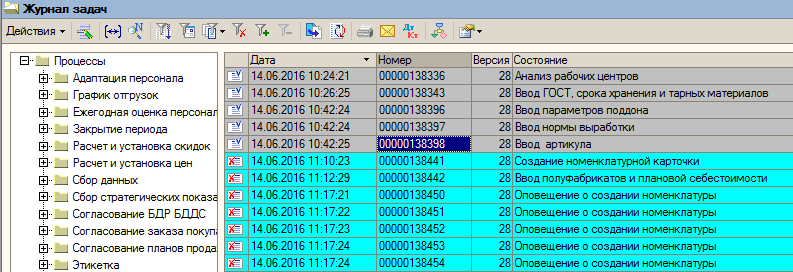 Журнал задач
Действия
Процессы
Адаптация персонала
График отгрузок
Ежегодная оценка персонал
Закрытие периода
Расчет и установка скидок
Расчет и установка цен
Сбор данных
Сбор стратегических показа
Согласование БДР БДДС
Согласование заказа покупа
Согласование планов прода
Этикетка
Дата Номер Версия Состояние
14.06.2016 10:24:21 00000138336 28 Анализ рабочих центров
14.06.2016 10:26:25 00000138343 28 Ввод ГОСТ, срока хранения и тарных материалов
14.06.2016 10:42:24 00000138396 28 Ввод параметров поддона
14.06.2016 10:42:24 00000138397 28 Ввод нормы выработки
14.06.2016 10:42:25 00000138398 28 Ввод артикула
14.06.2016 11:10:23 00000138441 28 Создание номенклатурной карточки
14.06.2016 11:12:29 00000138442 28 Ввод полуфабрикатов и плановой себестоимости
14.06.2016 11:17:21 00000138450 28 Оповещение о создании номенклатуры
14.06.2016 11:17:22 00000138451 28 Оповещение о создании номенклатуры
14.06.2016 11:17:23 00000138452 28 Оповещение о создании номенклатуры
14.06.2016 11:17:24 00000138453 28 Оповещение о создании номенклатуры
14.06.2016 11:17:24 00000138454 28 Оповещение о создании номенклатуры